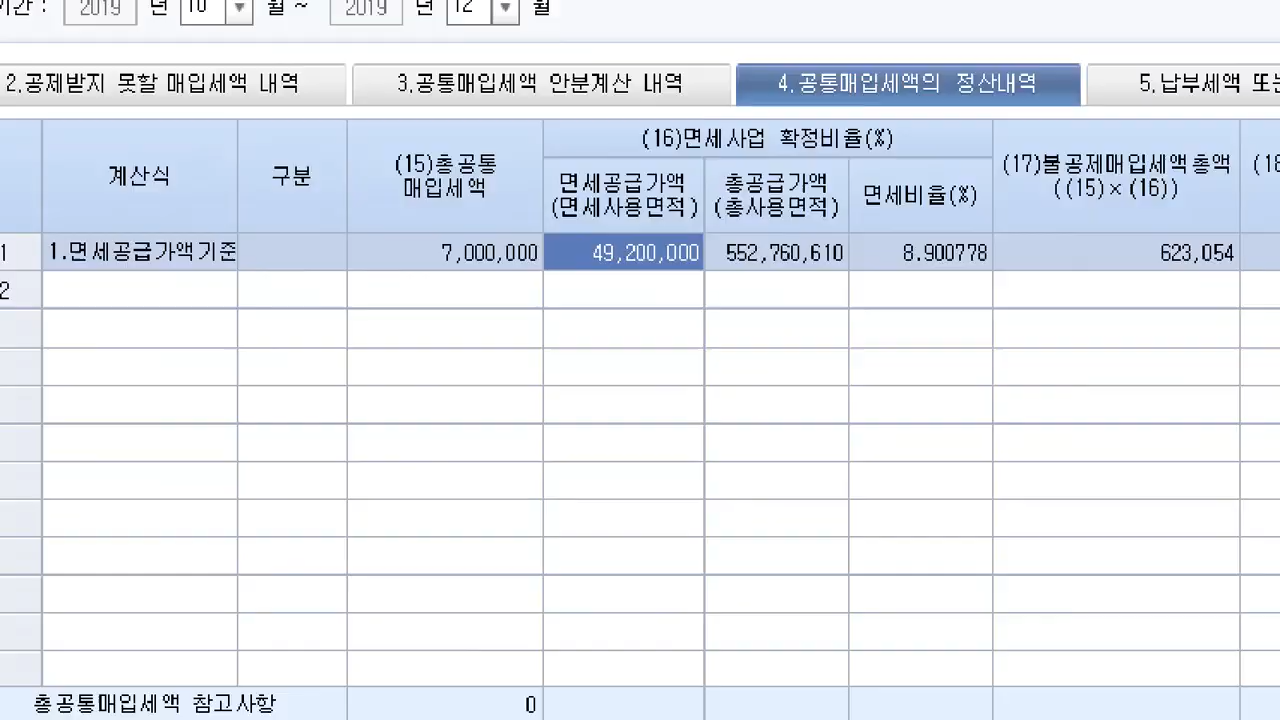 기간 : 2019 년 10 월 ~ 2019 년 12 월
2.공제받지 못할 매입세액 내역 3.공통매입세액 안분계산 내역 4.공통매입세액의 정산내역 5.납부세액 또는
계산식 구분 (15)총공통 매입세액 (16)면세사업 확정비율(%) (17)불공제매입세액총액 ((15)×(16)) (18
면세공급가액 (면세사용면적) 총공급가액 (총사용면적) 면세비율(%)
1 1.면세공급가액기준 7,000,000 49,200,000 552,760,610 8.900778 623,054
2
총공통매입세액 참고사항 0